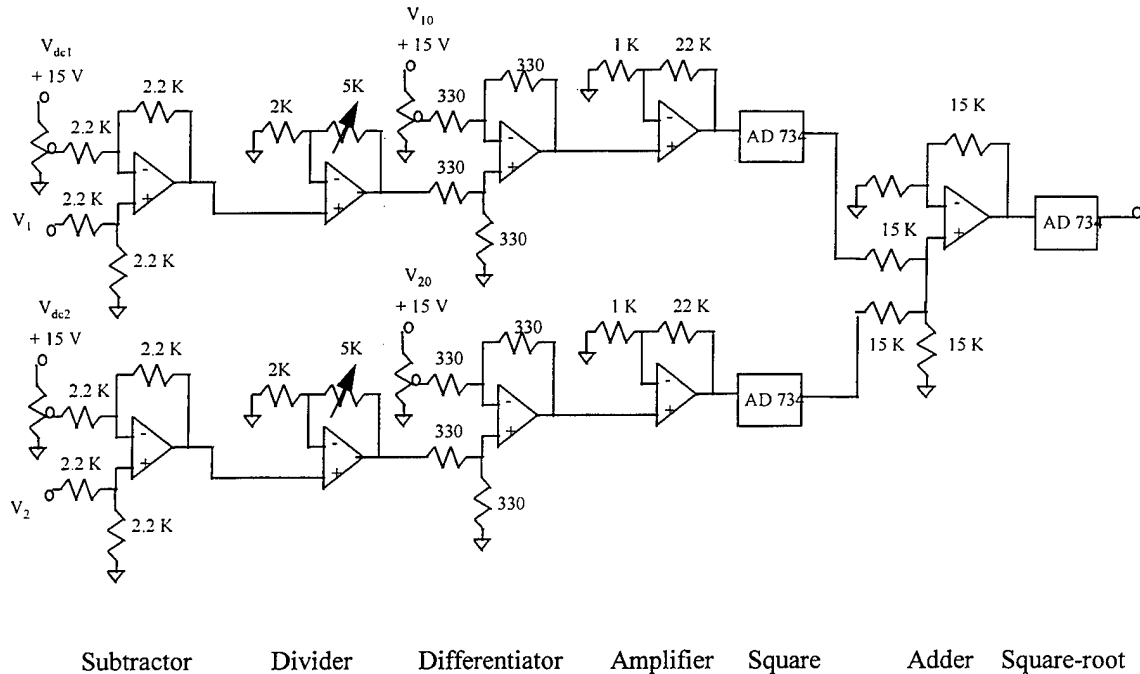 V10
+ 15 V
1 K
22 K
Vdc1
+ 15 V
2.2 K
2K
5K
330
330
2.2 K
AD 734
15 K
2.2 K
V1
330
2.2 K
330
15 K
AD 734
V20
+ 15 V
1 K
22 K
Vdc2
+ 15 V
2.2 K
2K
5K
330
330
15 K
15 K
2.2 K
AD 734
2.2 K
V2
330
2.2 K
330
Subtractor
Divider
Differentiator
Amplifier
Square
Adder
Square-root